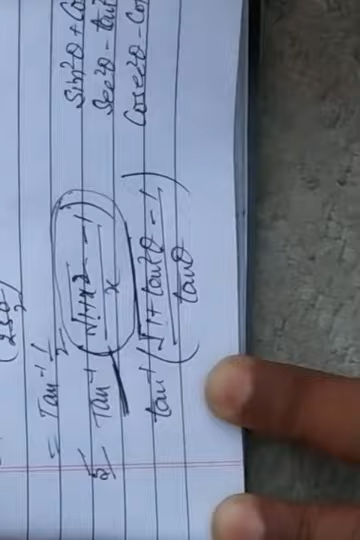 = Tan⁻¹ 1/2
5/ Tan⁻¹ (√1+x² - 1 / x)
tan⁻¹ (√1+tan²θ - 1 / tanθ)
Sin²θ + Co
Sec²θ - tan
Cosec²θ - Co